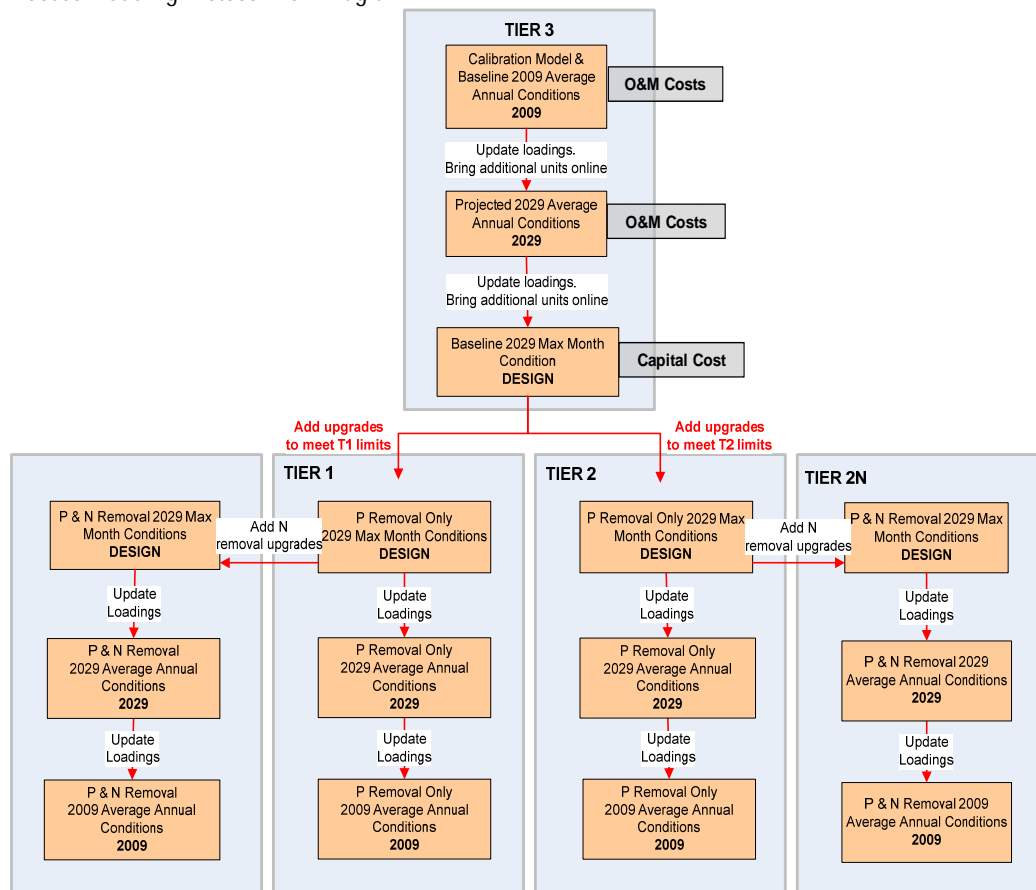 TIER 3
Calibration Model &
Baseline 2009 Average
Annual Conditions
2009
O&M Costs
Update loadings.
Bring additional units online
Projected 2029 Average
Annual Conditions
2029
O&M Costs
Update loadings.
Bring additional units online
Baseline 2029 Max Month
Condition
DESIGN
Capital Cost
Add upgrades
to meet T1 limits
Add upgrades
to meet T2 limits
P & N Removal 2029 Max
Month Conditions
DESIGN
Update
Loadings
P & N Removal
2029 Average Annual
Conditions
2029
Update
Loadings
P & N Removal
2009 Average Annual
Conditions
2009
Add N
removal upgrades
TIER 1
P Removal Only
2029 Max Month Conditions
DESIGN
Update
Loadings
P Removal Only
2029 Average Annual
Conditions
2029
Update
Loadings
P Removal Only
2009 Average Annual
Conditions
2009
TIER 2
P Removal Only 2029 Max
Month Conditions
DESIGN
Update
Loadings
P Removal Only
2029 Average Annual
Conditions
2029
Update
Loadings
P Removal Only
2009 Average Annual
Conditions
2009
Add N
removal upgrades
TIER 2N
P & N Removal 2029 Max
Month Conditions
DESIGN
Update
Loadings
P & N Removal 2029
Average Annual Conditions
2029
Update
Loadings
P & N Removal 2009
Average Annual Conditions
2009